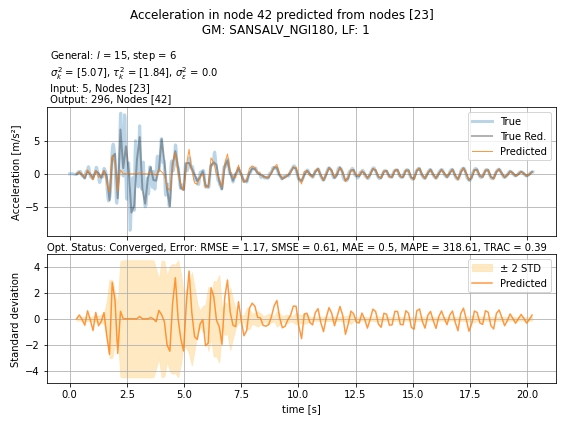 Acceleration in node 42 predicted from nodes [23]
GM: SANSALV_NGI180, LF: 1
General: l = 15, step = 6
σ²ₖ = [5.07], τ²ₖ = [1.84], σ²ε = 0.0
Input: 5, Nodes [23]
Output: 296, Nodes [42]
Acceleration [m/s²]
5
0
−5
True
True Red.
Predicted
Opt. Status: Converged, Error: RMSE = 1.17, SMSE = 0.61, MAE = 0.5, MAPE = 318.61, TRAC = 0.39
Standard deviation
4
2
0
−2
−4
± 2 STD
Predicted
0.0 2.5 5.0 7.5 10.0 12.5 15.0 17.5 20.0
time [s]